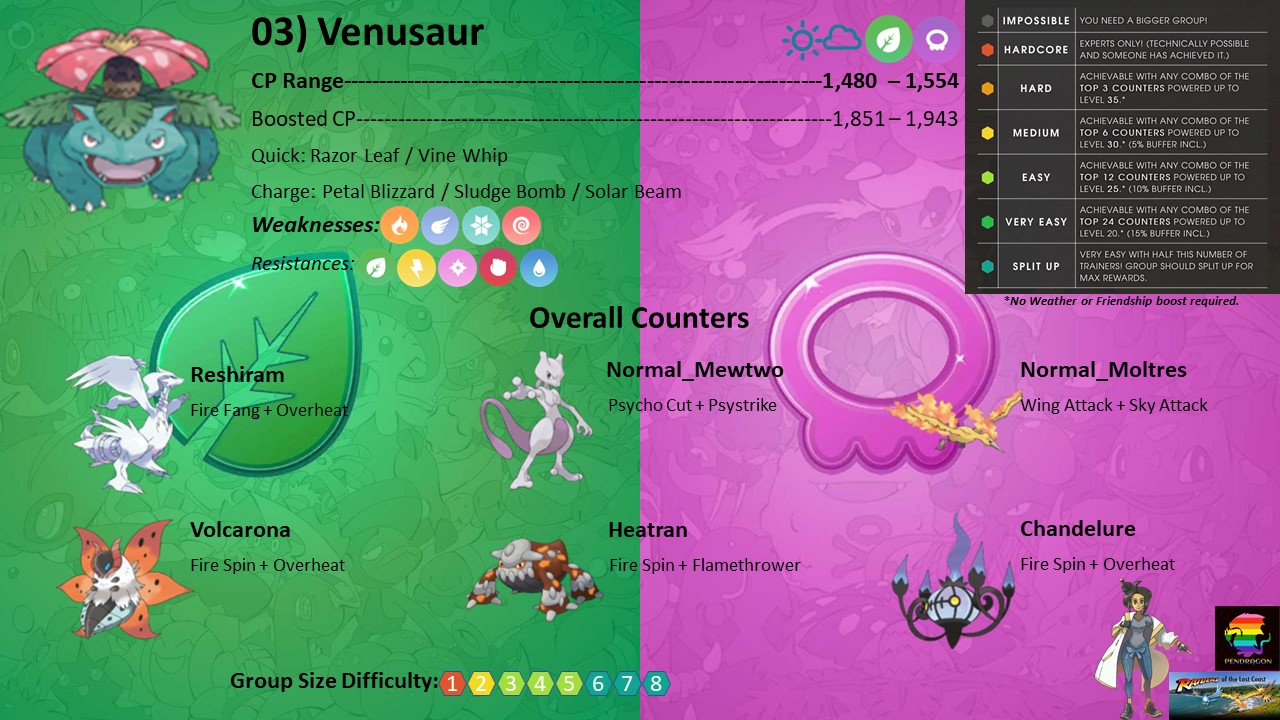 03) Venusaur
CP Range------------------------------------------------------------------------1,480 – 1,554
Boosted CP------------------------------------------------------------------------1,851 – 1,943
Quick: Razor Leaf / Vine Whip
Charge: Petal Blizzard / Sludge Bomb / Solar Beam
Weaknesses:
Resistances:
IMPOSSIBLE
YOU NEED A BIGGER GROUP!
HARDCORE
EXPERTS ONLY! (TECHNICALLY POSSIBLE
AND SOMEONE HAS ACHIEVED IT.)
HARD
ACHIEVABLE WITH ANY COMBO OF THE
TOP 3 COUNTERS POWERED UP TO
LEVEL 35.*
MEDIUM
ACHIEVABLE WITH ANY COMBO OF THE
TOP 6 COUNTERS POWERED UP TO
LEVEL 30.* (5% BUFFER INCL.)
EASY
ACHIEVABLE WITH ANY COMBO OF THE
TOP 12 COUNTERS POWERED UP TO
LEVEL 25.* (10% BUFFER INCL.)
VERY EASY
ACHIEVABLE WITH ANY COMBO OF THE
TOP 24 COUNTERS POWERED UP TO
LEVEL 20.* (15% BUFFER INCL.)
SPLIT UP
VERY EASY WITH HALF THIS NUMBER OF
TRAINERS! GROUP SHOULD SPLIT UP FOR
MAX REWARDS.
*No Weather or Friendship boost required.
Overall Counters
Reshiram
Fire Fang + Overheat
Normal_Mewtwo
Psycho Cut + Psystrike
Normal_Moltres
Wing Attack + Sky Attack
Volcarona
Fire Spin + Overheat
Heatran
Fire Spin + Flamethrower
Chandelure
Fire Spin + Overheat
Group Size Difficulty: 1 2 3 4 5 6 7 8
PENDRAGON
RAIDERS of the Lost Coast